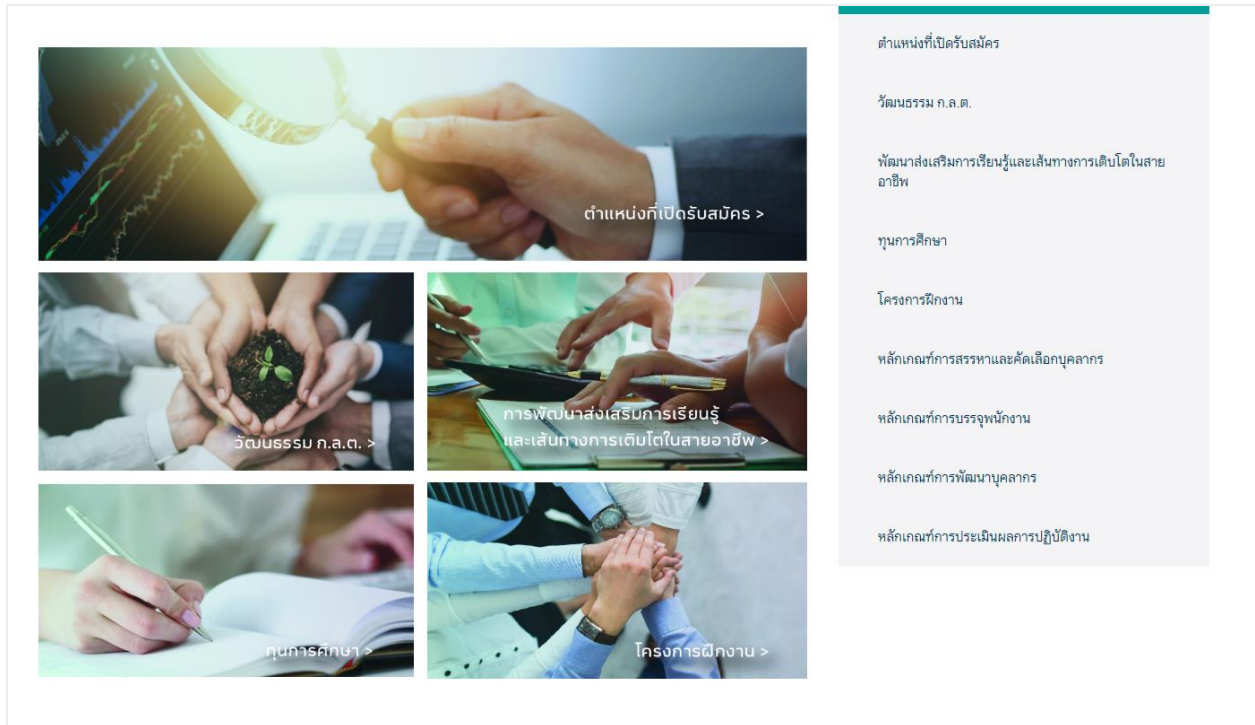 ตำแหน่งที่เปิดรับสมัคร >
วัฒนธรรม ก.ล.ต. >
การพัฒนาส่งเสริมการเรียนรู้
และเส้นทางการเติบโตในสายอาชีพ >
ทุนการศึกษา >
โครงการฝึกงาน >
ตำแหน่งที่เปิดรับสมัคร
วัฒนธรรม ก.ล.ต.
พัฒนาส่งเสริมการเรียนรู้และเส้นทางการเติบโตในสาย
อาชีพ
ทุนการศึกษา
โครงการฝึกงาน
หลักเกณฑ์การสรรหาและคัดเลือกบุคลากร
หลักเกณฑ์การบรรจุพนักงาน
หลักเกณฑ์การพัฒนาบุคลากร
หลักเกณฑ์การประเมินผลการปฏิบัติงาน